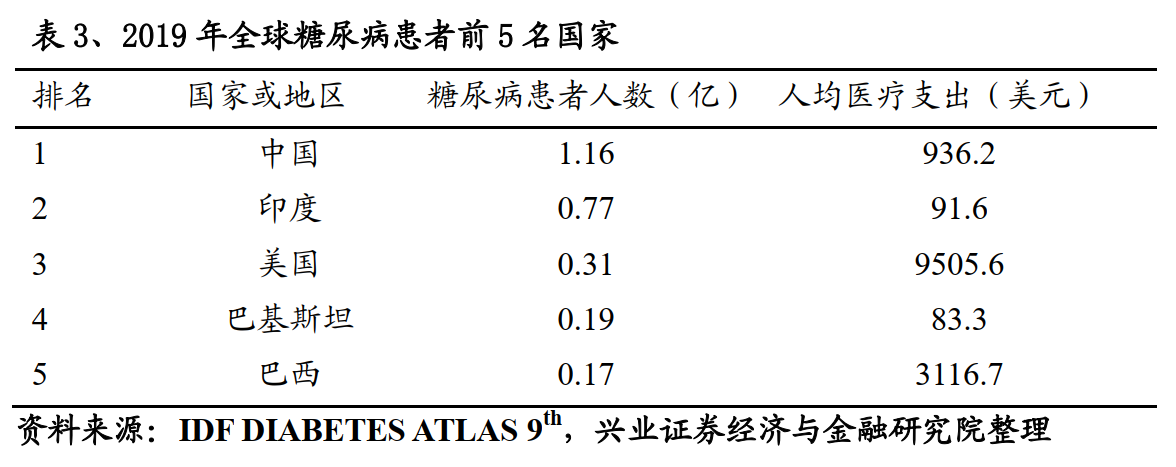 表 3、2019 年全球糖尿病患者前 5 名国家
排名 国家或地区 糖尿病患者人数（亿） 人均医疗支出（美元）
1 中国 1.16 936.2
2 印度 0.77 91.6
3 美国 0.31 9505.6
4 巴基斯坦 0.19 83.3
5 巴西 0.17 3116.7
资料来源：IDF DIABETES ATLAS 9th，兴业证券经济与金融研究院整理